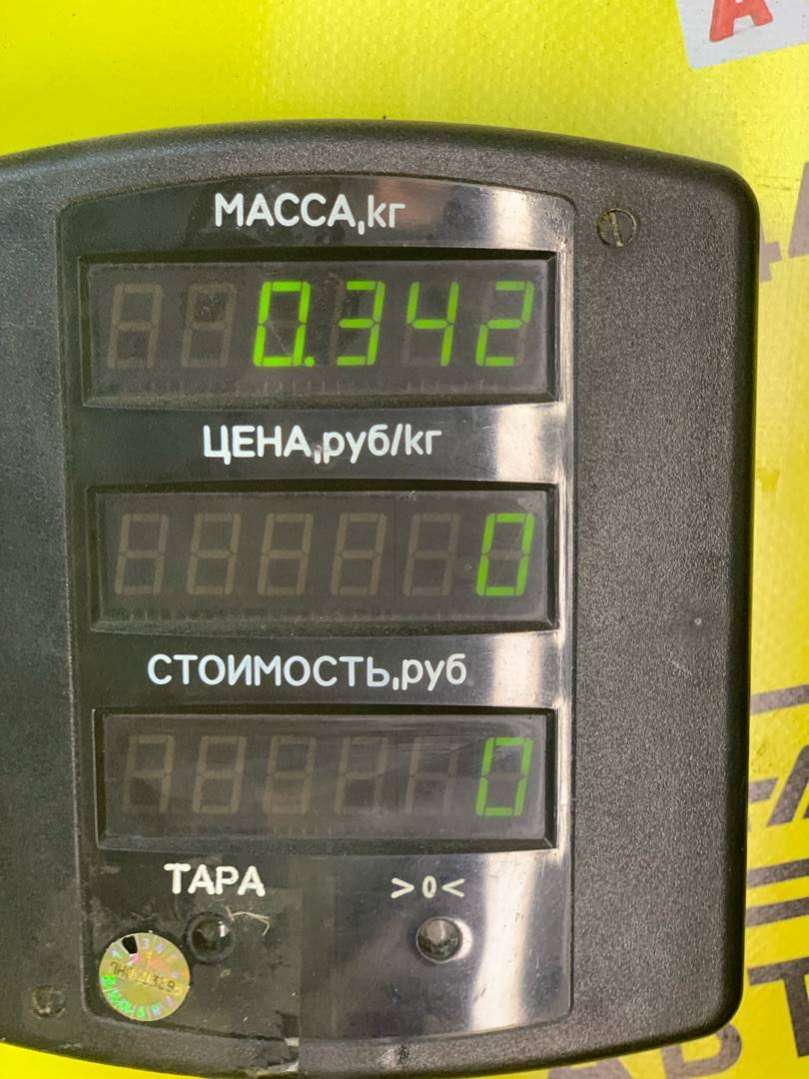 А
МАССА,кг
0.342
ЦЕНА,руб/кг
0
СТОИМОСТЬ,руб
0
ТАРА >0<